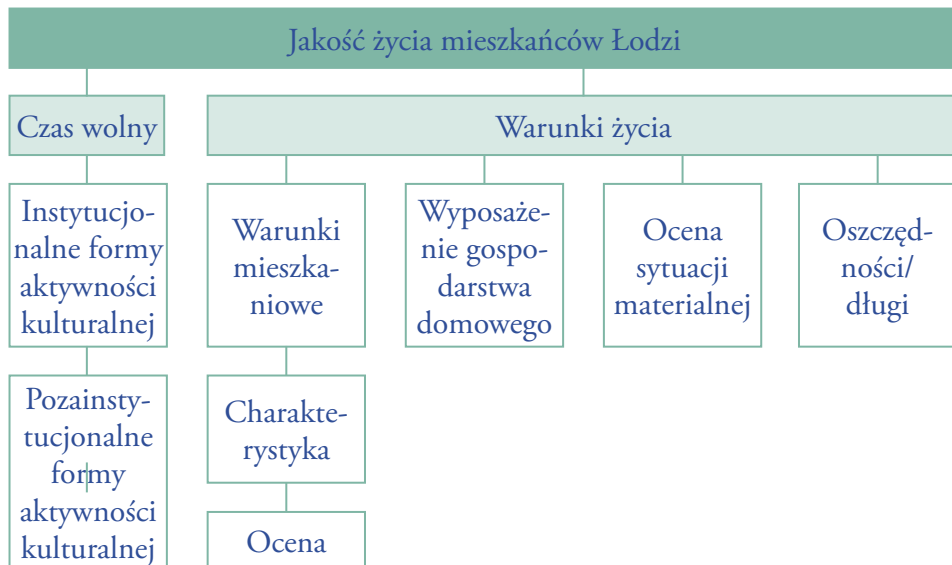 Jakość życia mieszkańców Łodzi
Czas wolny
Warunki życia
Instytucjo-
nalne formy
aktywności
kulturalnej
Warunki
mieszka-
niowe
Wyposaże-
nie gospo-
darstwa
domowego
Ocena
sytuacji
materialnej
Oszczęd-
ności/
długi
Pozainsty-
tucjonalne
formy
aktywności
kulturalnej
Charakte-
rystyka
Ocena